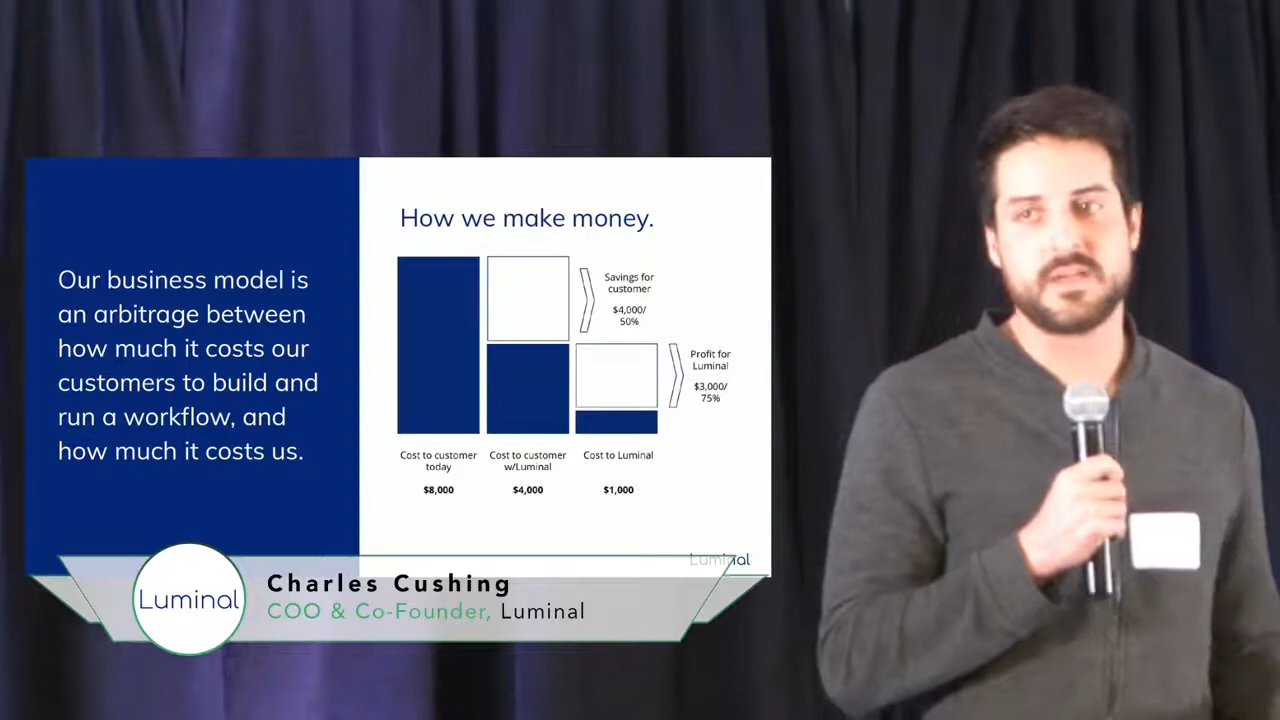 Our business model is
an arbitrage between
how much it costs our
customers to build and
run a workflow, and
how much it costs us.
How we make money.
Savings for
customer
$4,000/
50%
Profit for
Luminal
$3,000/
75%
Cost to customer
today
$8,000
Cost to customer
w/Luminal
$4,000
Cost to Luminal
$1,000
Luminal
Luminal
Charles Cushing
COO & Co-Founder, Luminal